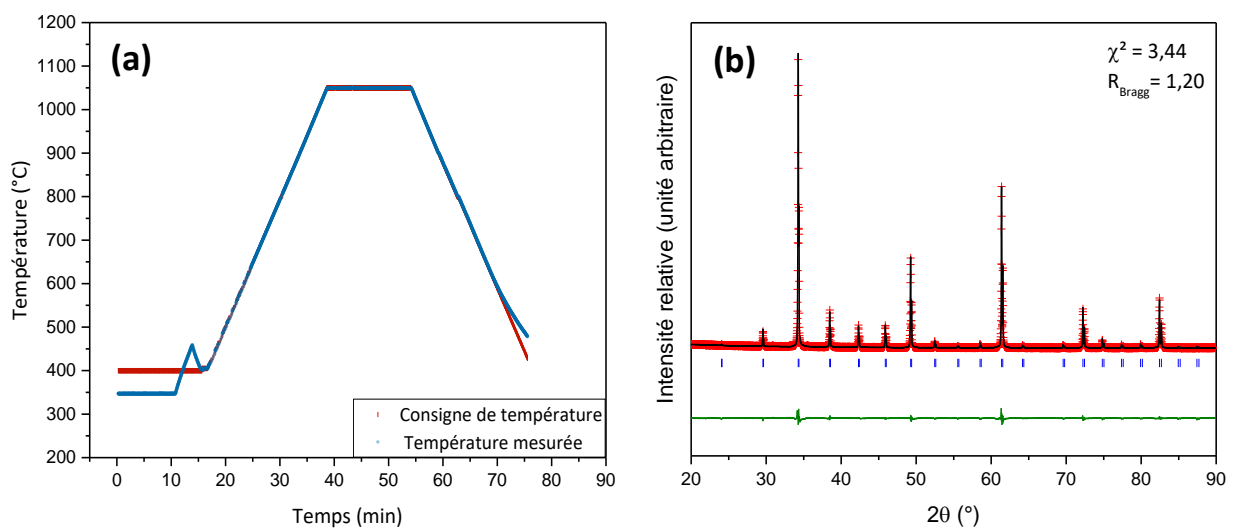 (a)
Température (°C)
1200
1100
1000
900
800
700
600
500
400
300
200
0
10
20
30
40
50
60
70
80
90
Temps (min)
Consigne de température
Température mesurée
(b)
χ² = 3,44
R_Bragg= 1,20
Intensité relative (unité arbitraire)
20
30
40
50
60
70
80
90
2θ (°)